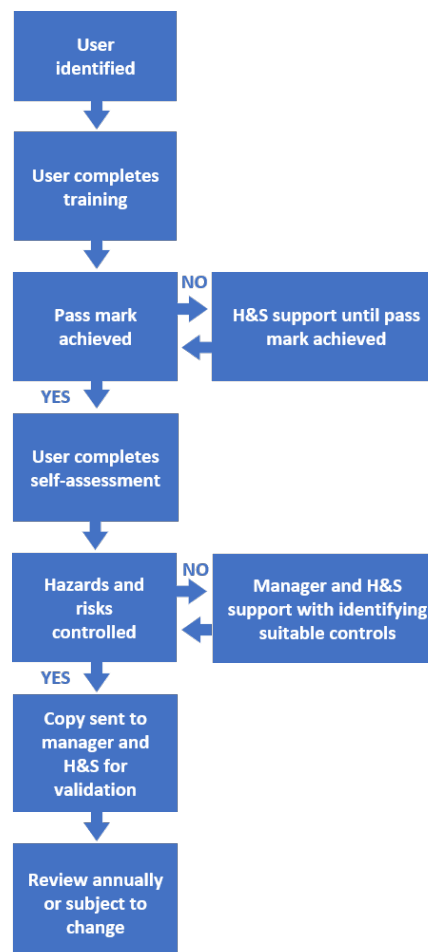 User
identified
User completes
training
NO
Pass mark
achieved
H&S support until pass
mark achieved
YES
User completes
self-assessment
NO
Hazards and
risks
controlled
Manager and H&S
support with identifying
suitable controls
YES
Copy sent to
manager and
H&S for
validation
Review annually
or subject to
change